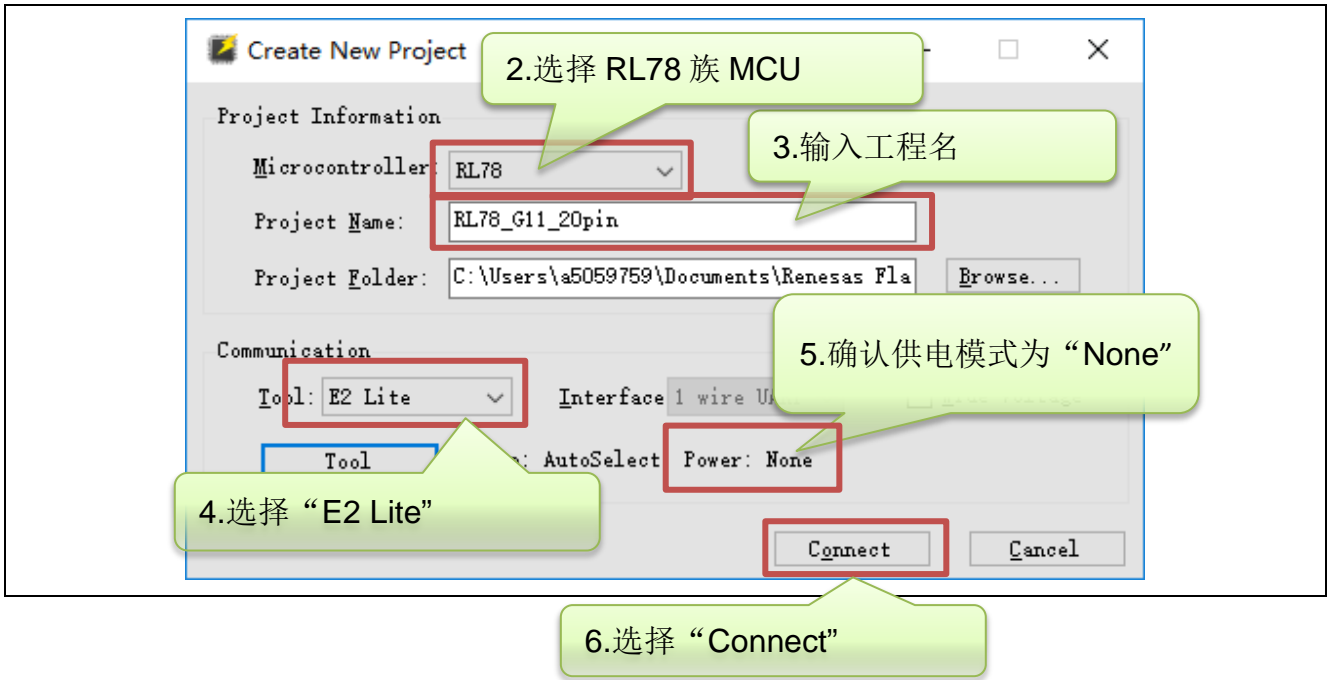 Create New Project
2.选择 RL78 族 MCU
Project Information
3.输入工程名
Microcontroller:
RL78
Project Name:
RL78_G11_20pin
Project Folder:
C:\Users\a5059759\Documents\Renesas Fla
Browse...
Communication
5.确认供电模式为“None”
Tool:
E2 Lite
Interface
1 wire
Tool
: AutoSelect
Power: None
4.选择“E2 Lite”
Connect
Cancel
6.选择“Connect”